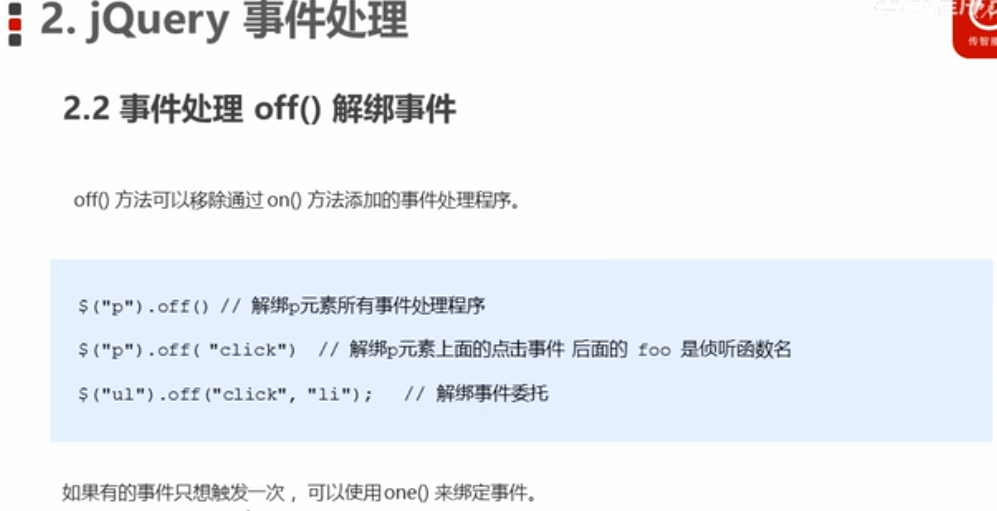 2. jQuery 事件处理
传智播
2.2 事件处理 off() 解绑事件
off() 方法可以移除通过 on() 方法添加的事件处理程序。
$("p").off() // 解绑p元素所有事件处理程序
$("p").off( "click") // 解绑p元素上面的点击事件 后面的 foo 是侦听函数名
$("ul").off("click", "li"); // 解绑事件委托
如果有的事件只想触发一次， 可以使用one() 来绑定事件。